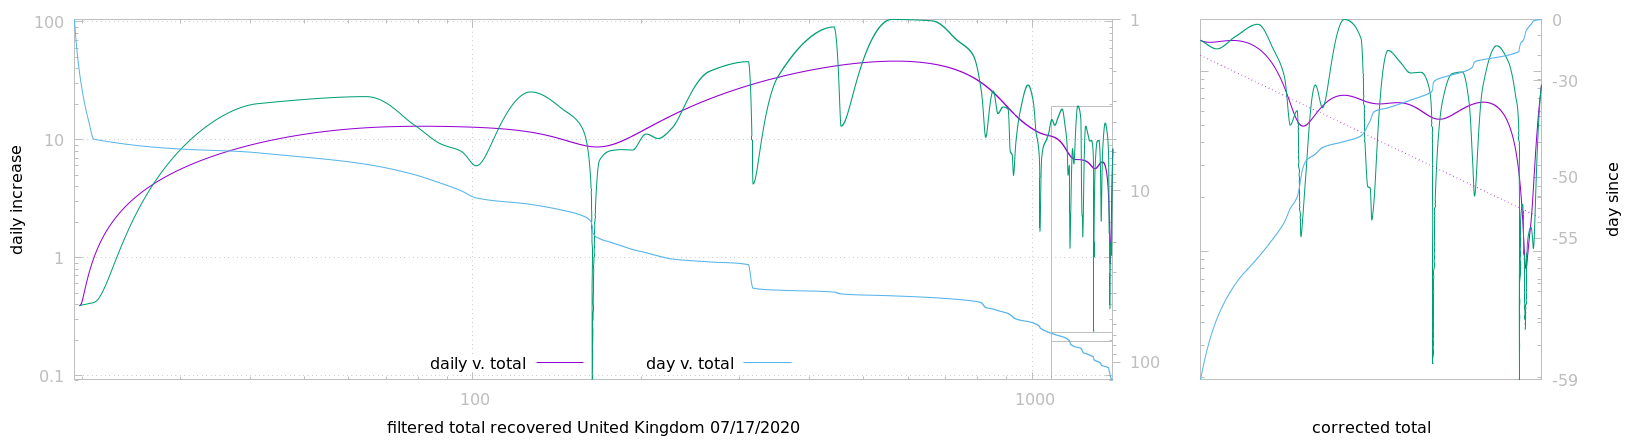 100
10
1
0.1
daily increase
daily v. total
day v. total
100
1000
1
10
100
filtered total recovered United Kingdom 07/17/2020
0
-30
-50
-55
-59
day since
corrected total